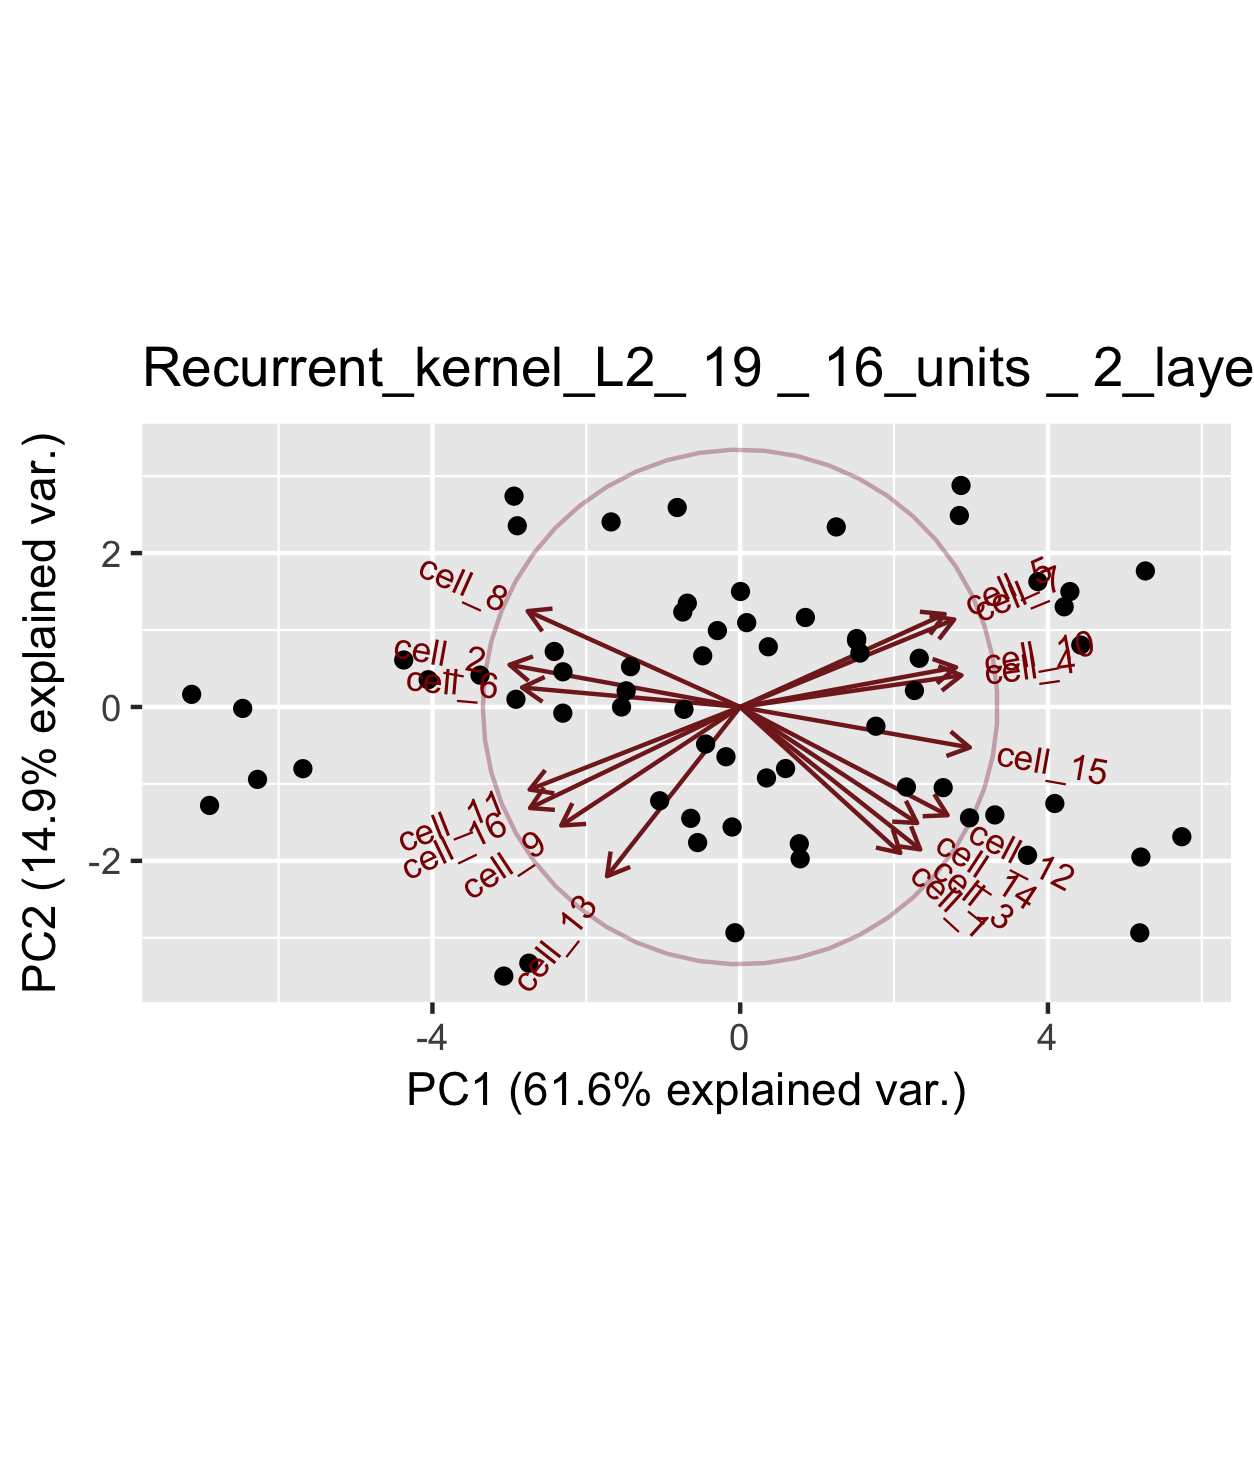 Recurrent_kernel_L2_ 19 _ 16_units _ 2_laye
PC2 (14.9% explained var.)
2
0
-2
cell_8
cell_2
cell_6
cell_11
cell_16
cell_9
cell_13
cell_5
cell_7
cell_10
cell_4
cell_15
cell_12
cell_14
cell_3
cell_1
-4
0
4
PC1 (61.6% explained var.)